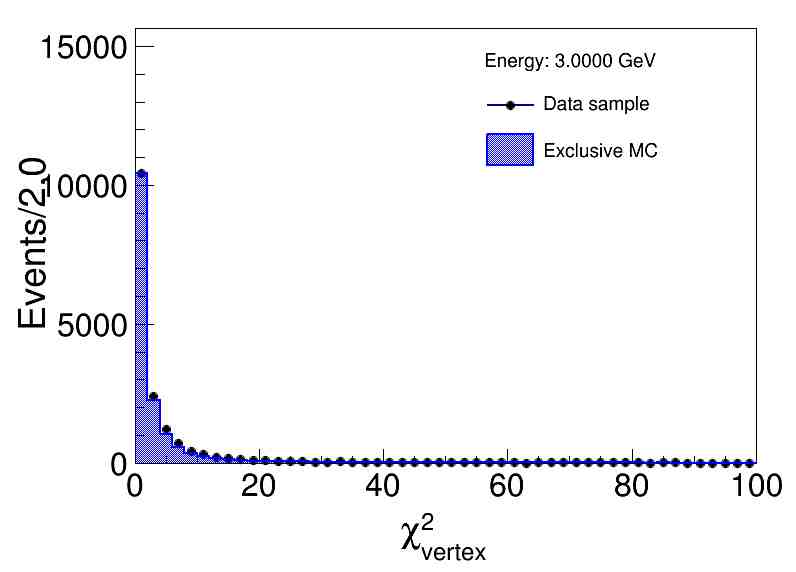 15000
10000
5000
0
Events/2.0
Energy: 3.0000 GeV
Data sample
Exclusive MC
0 20 40 60 80 100
χ²vertex